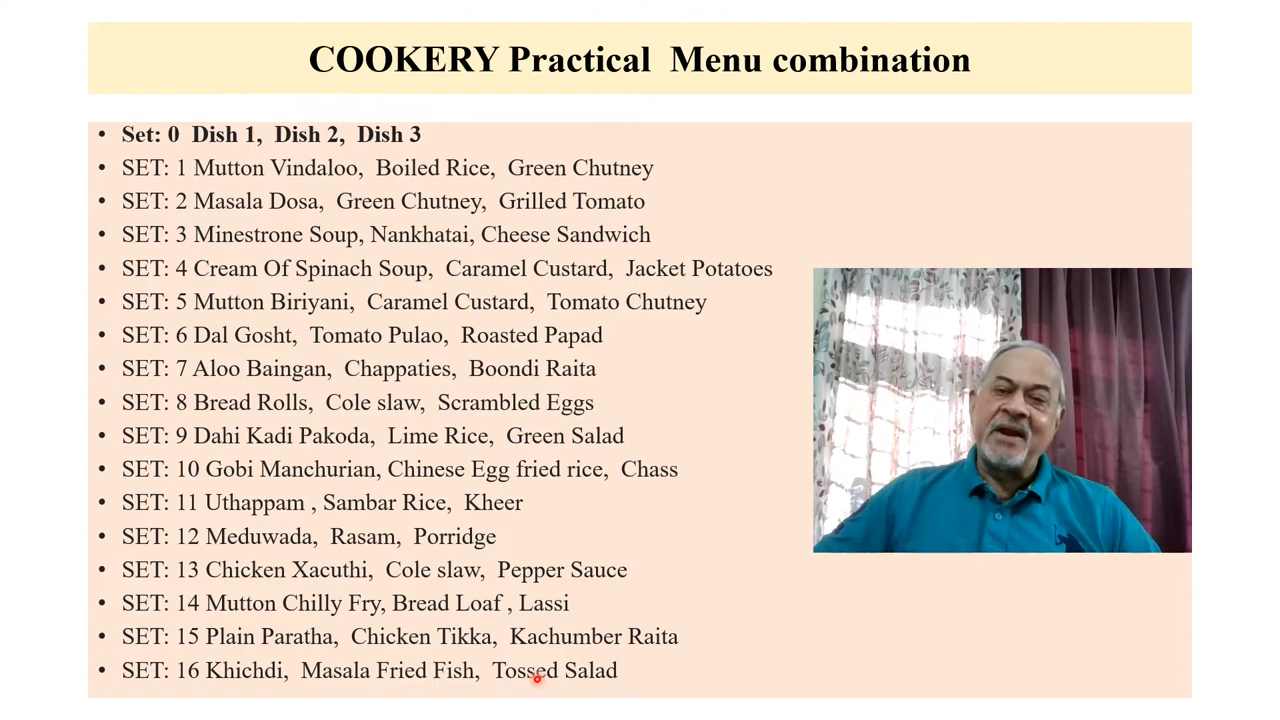 COOKERY Practical Menu combination
• Set: 0 Dish 1, Dish 2, Dish 3
• SET: 1 Mutton Vindaloo, Boiled Rice, Green Chutney
• SET: 2 Masala Dosa, Green Chutney, Grilled Tomato
• SET: 3 Minestrone Soup, Nankhatai, Cheese Sandwich
• SET: 4 Cream Of Spinach Soup, Caramel Custard, Jacket Potatoes
• SET: 5 Mutton Biriyani, Caramel Custard, Tomato Chutney
• SET: 6 Dal Gosht, Tomato Pulao, Roasted Papad
• SET: 7 Aloo Baingan, Chappaties, Boondi Raita
• SET: 8 Bread Rolls, Cole slaw, Scrambled Eggs
• SET: 9 Dahi Kadi Pakoda, Lime Rice, Green Salad
• SET: 10 Gobi Manchurian, Chinese Egg fried rice, Chass
• SET: 11 Uthappam , Sambar Rice, Kheer
• SET: 12 Meduwada, Rasam, Porridge
• SET: 13 Chicken Xacuthi, Cole slaw, Pepper Sauce
• SET: 14 Mutton Chilly Fry, Bread Loaf , Lassi
• SET: 15 Plain Paratha, Chicken Tikka, Kachumber Raita
• SET: 16 Khichdi, Masala Fried Fish, Tossed Salad